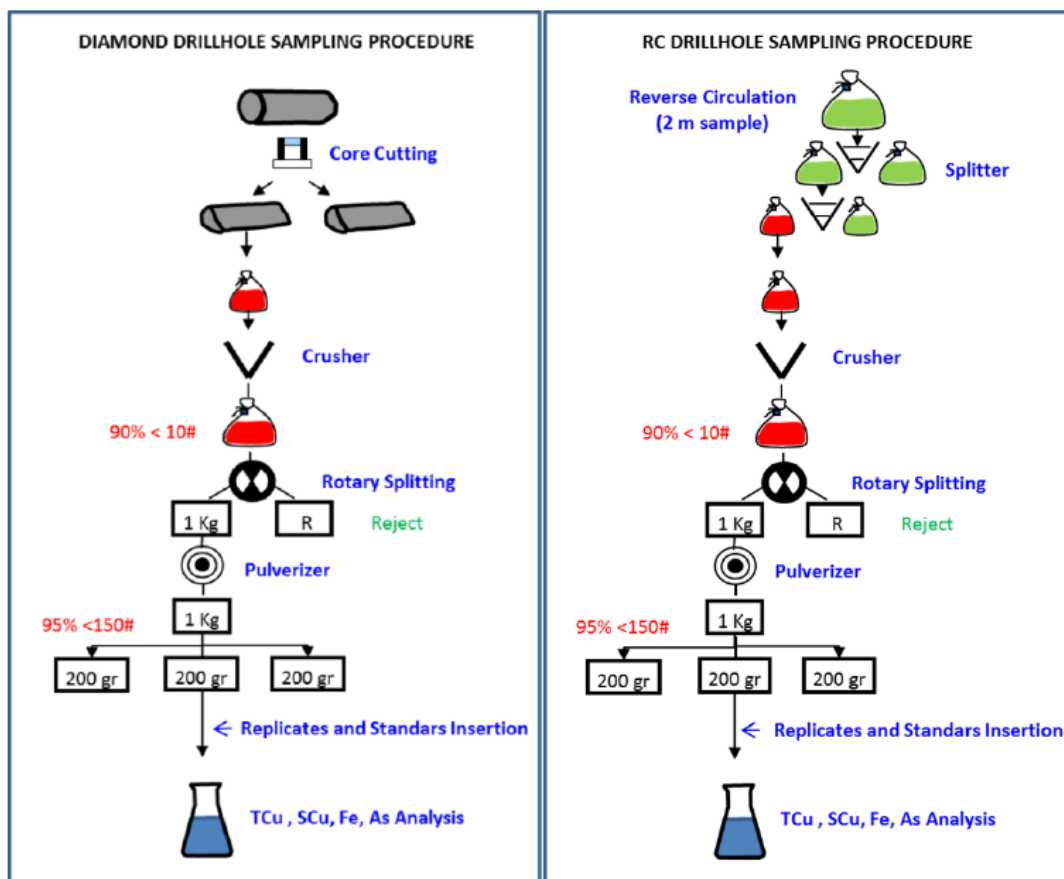 DIAMOND DRILLHOLE SAMPLING PROCEDURE
Core Cutting
Crusher
90% < 10#
Rotary Splitting
1 Kg
R
Reject
Pulverizer
1 Kg
95% <150#
200 gr
200 gr
200 gr
Replicates and Standars Insertion
TCu , SCu, Fe, As Analysis
RC DRILLHOLE SAMPLING PROCEDURE
Reverse Circulation
(2 m sample)
Splitter
Crusher
90% < 10#
Rotary Splitting
1 Kg
R
Reject
Pulverizer
1 Kg
95% <150#
200 gr
200 gr
200 gr
Replicates and Standars Insertion
TCu , SCu, Fe, As Analysis